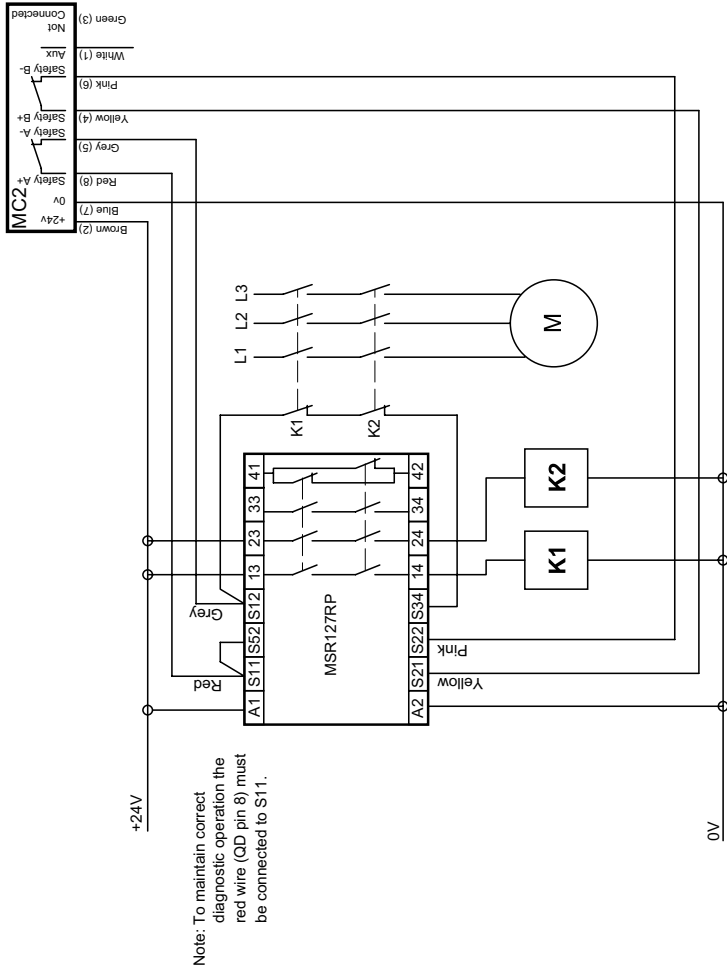 MC2
+24v
0v
Safety A+
Safety A-
Safety B+
Safety B-
Aux
Not
Connected
(2) Brown
(7) Blue
(8) Red
(5) Grey
(4) Yellow
(6) Pink
(1) White
(3) Green
+24V
Note: To maintain correct
diagnostic operation the
red wire (QD pin 8) must
be connected to S11.
Red
Grey
A1
S11
S52
S12
13
23
33
41
MSR127RP
A2
S21
S22
S34
14
24
34
42
Yellow
Pink
K1
K2
L1
L2
L3
M
K1
K2
0V